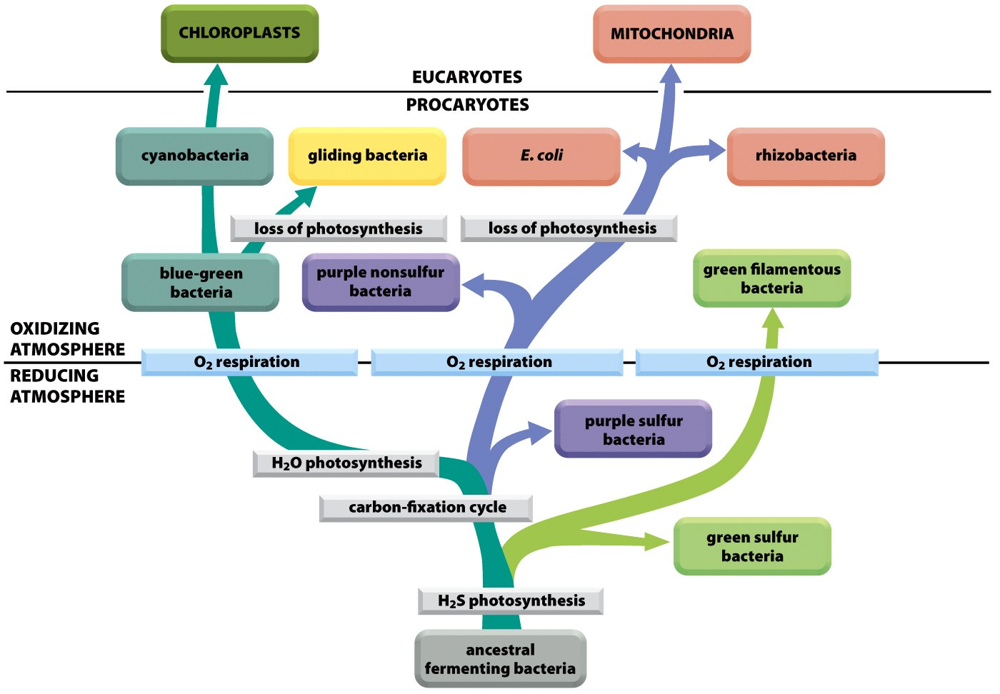 CHLOROPLASTS
MITOCHONDRIA
EUCARYOTES
PROCARYOTES
cyanobacteria
gliding bacteria
E. coli
rhizobacteria
loss of photosynthesis
loss of photosynthesis
blue-green
bacteria
purple nonsulfur
bacteria
green filamentous
bacteria
OXIDIZING
ATMOSPHERE
O₂ respiration
O₂ respiration
O₂ respiration
REDUCING
ATMOSPHERE
purple sulfur
bacteria
H₂O photosynthesis
carbon-fixation cycle
green sulfur
bacteria
H₂S photosynthesis
ancestral
fermenting bacteria